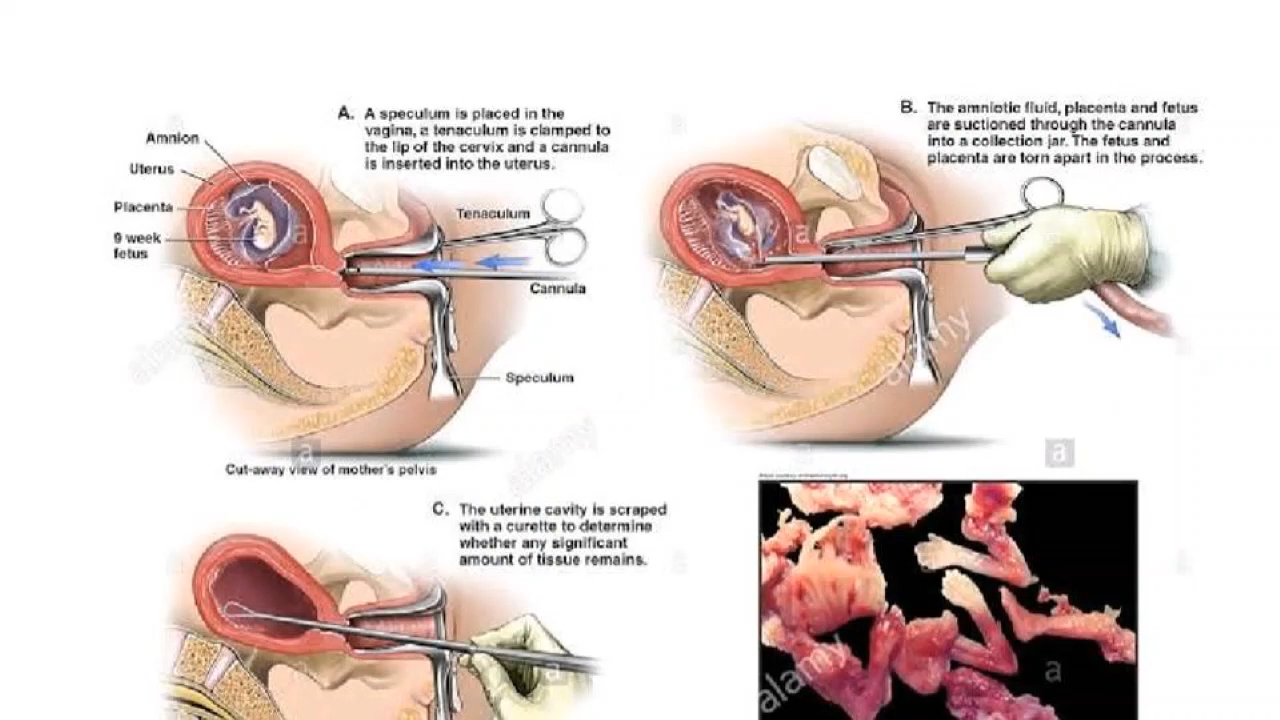 A. A speculum is placed in the
vagina, a tenaculum is clamped to
the lip of the cervix and a cannula
is inserted into the uterus.
Amnion
Uterus
Placenta
9 week
fetus
Tenaculum
Cannula
Speculum
Cut-away view of mother's pelvis
B. The amniotic fluid, placenta and fetus
are suctioned through the cannula
into a collection jar. The fetus and
placenta are torn apart in the process.
C. The uterine cavity is scraped
with a curette to determine
whether any significant
amount of tissue remains.
a
a
a
a
a
a
a
alamy
alamy
alamy
alamy